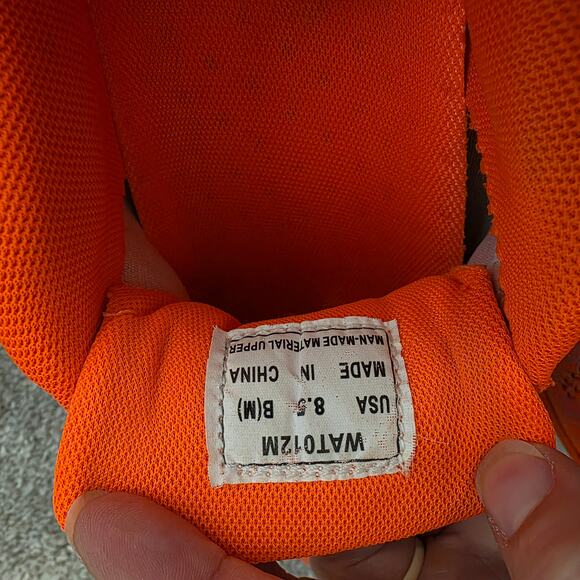 WAT012M
USA 8.5 B(M)
MADE IN CHINA
MAN-MADE MATERIAL UPPER